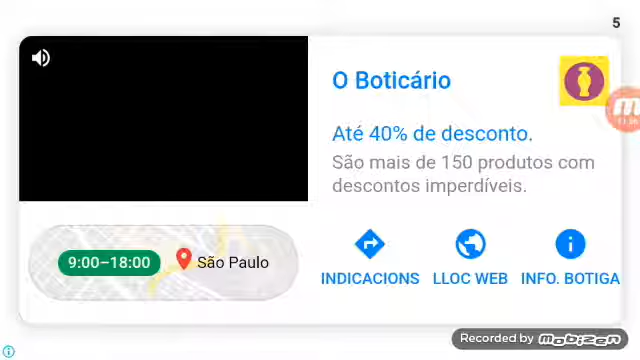 5
O Boticário
Até 40% de desconto.
São mais de 150 produtos com
descontos imperdíveis.
9:00–18:00
São Paulo
INDICACIONS
LLOC WEB
INFO. BOTIGA
Recorded by mobizen